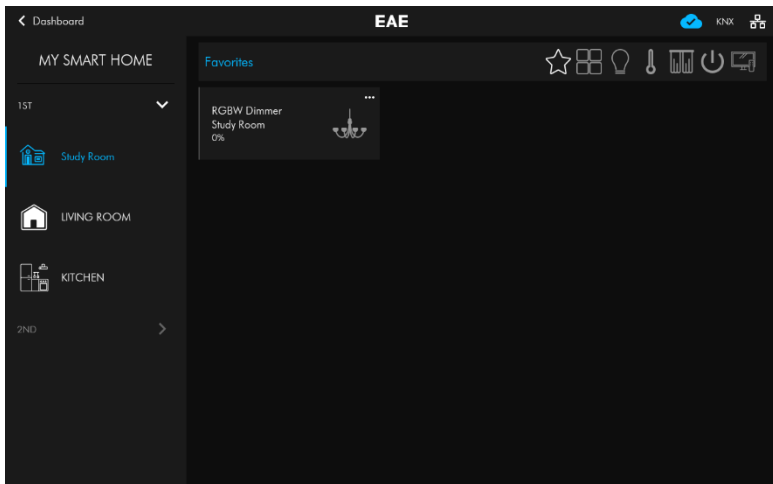 Dashboard
EAE
KNX
MY SMART HOME
1ST
Study Room
LIVING ROOM
KITCHEN
2ND
Favorites
RGBW Dimmer
Study Room
0%